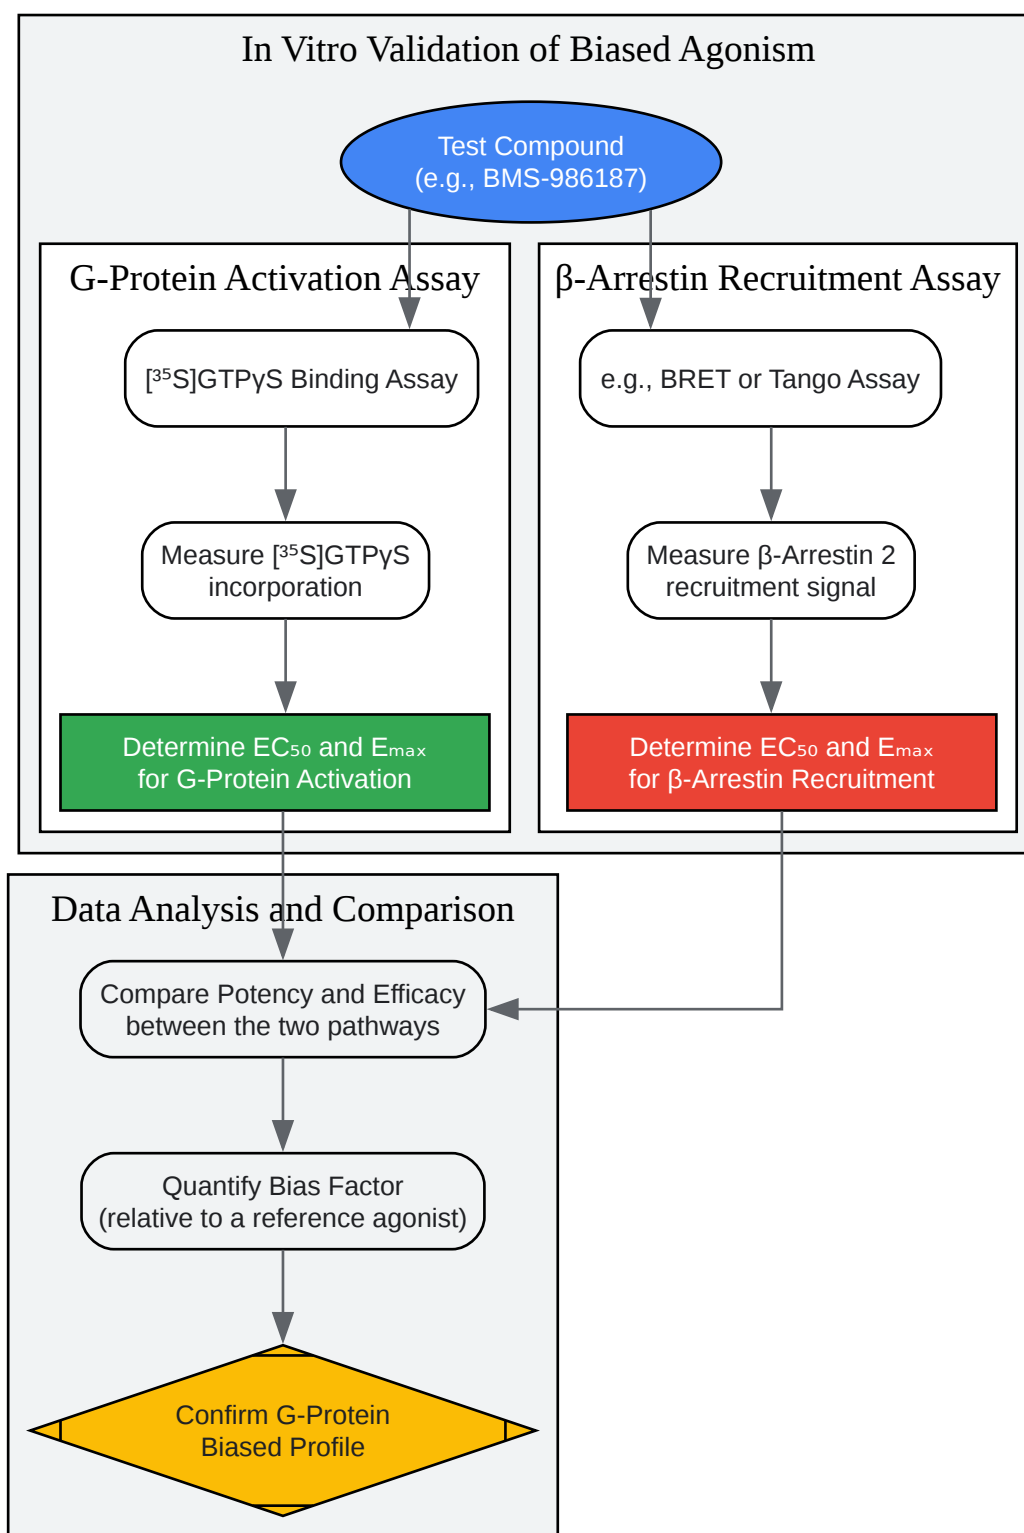 In Vitro Validation of Biased Agonism
Test Compound
(e.g., BMS-986187)
G-Protein Activation Assay
[³⁵S]GTPγS Binding Assay
Measure [³⁵S]GTPγS
incorporation
Determine EC₅₀ and Eₘₐₓ
for G-Protein Activation
β-Arrestin Recruitment Assay
e.g., BRET or Tango Assay
Measure β-Arrestin 2
recruitment signal
Determine EC₅₀ and Eₘₐₓ
for β-Arrestin Recruitment
Data Analysis and Comparison
Compare Potency and Efficacy
between the two pathways
Quantify Bias Factor
(relative to a reference agonist)
Confirm G-Protein
Biased Profile